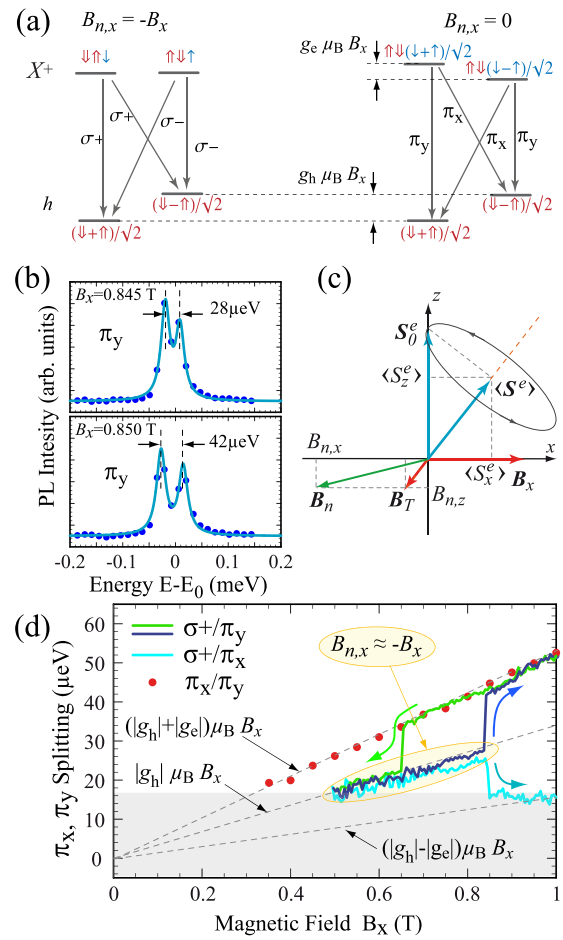 (a)
B_{n,x} = -B_x
B_{n,x} = 0
X+
⇓⇑↓
⇑⇓↑
g_e μ_B B_x
⇑⇓(↓+↑)/√2
⇑⇓(↓−↑)/√2
σ+
σ+
σ−
σ−
π_y
π_x
π_x
π_y
h
g_h μ_B B_x
(⇓−⇑)/√2
(⇓+⇑)/√2
(⇓−⇑)/√2
(⇓+⇑)/√2
(b)
B_x=0.845 T
28μeV
π_y
B_x=0.850 T
42μeV
π_y
PL Intesity (arb. units)
-0.2 -0.1 0 0.1 0.2
Energy E-E_0 (meV)
(c)
z
S_0^e
⟨S_z^e⟩
⟨S^e⟩
x
B_{n,x}
⟨S_x^e⟩
B_x
B_n
B_T
B_{n,z}
(d)
60
50
40
30
20
10
0
π_x, π_y Splitting (μeV)
σ+/π_y
σ+/π_x
π_x/π_y
B_{n,x} ≈ -B_x
(|g_h|+|g_e|)μ_B B_x
|g_h| μ_B B_x
(|g_h|-|g_e|)μ_B B_x
0 0.2 0.4 0.6 0.8 1
Magnetic Field B_x (T)